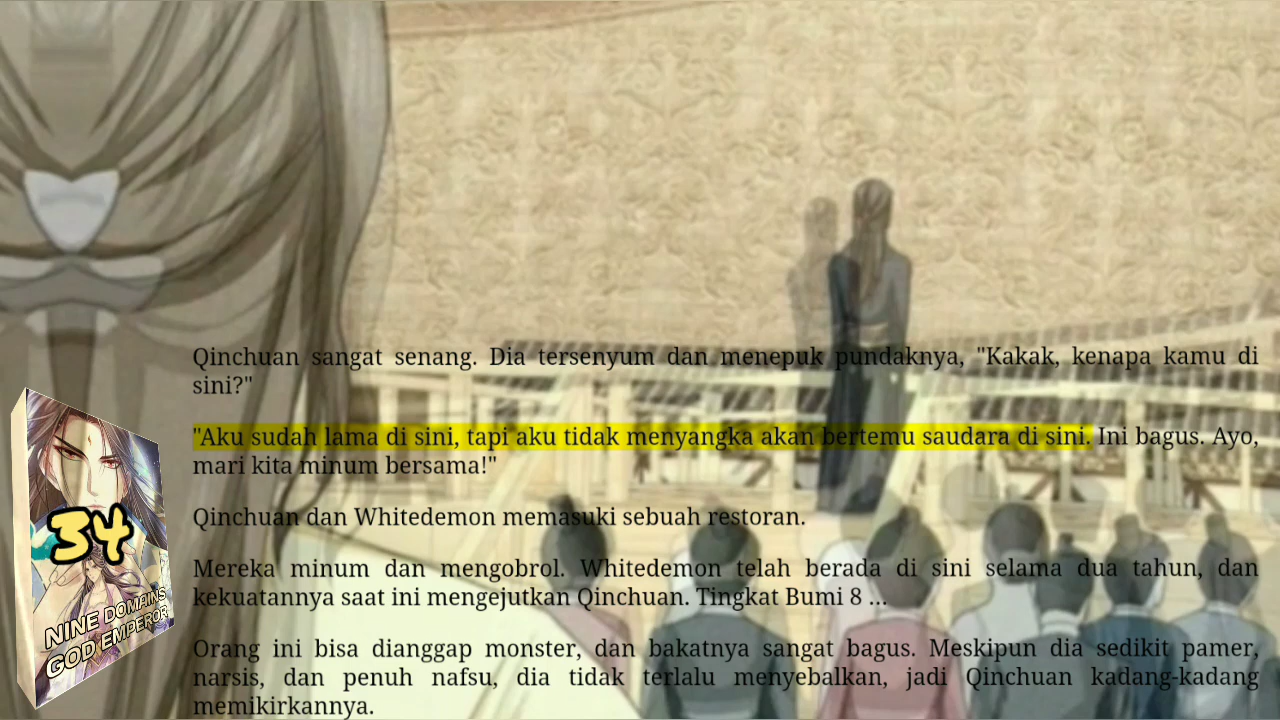 Qinchuan sangat senang. Dia tersenyum dan menepuk pundaknya, "Kakak, kenapa kamu di
sini?"
"Aku sudah lama di sini, tapi aku tidak menyangka akan bertemu saudara di sini. Ini bagus. Ayo,
mari kita minum bersama!"
Qinchuan dan Whitedemon memasuki sebuah restoran.
Mereka minum dan mengobrol. Whitedemon telah berada di sini selama dua tahun, dan
kekuatannya saat ini mengejutkan Qinchuan. Tingkat Bumi 8 ...
Orang ini bisa dianggap monster, dan bakatnya sangat bagus. Meskipun dia sedikit pamer,
narsis, dan penuh nafsu, dia tidak terlalu menyebalkan, jadi Qinchuan kadang-kadang
memikirkannya.
34
NINE DOMAINS
GOD EMPEROR